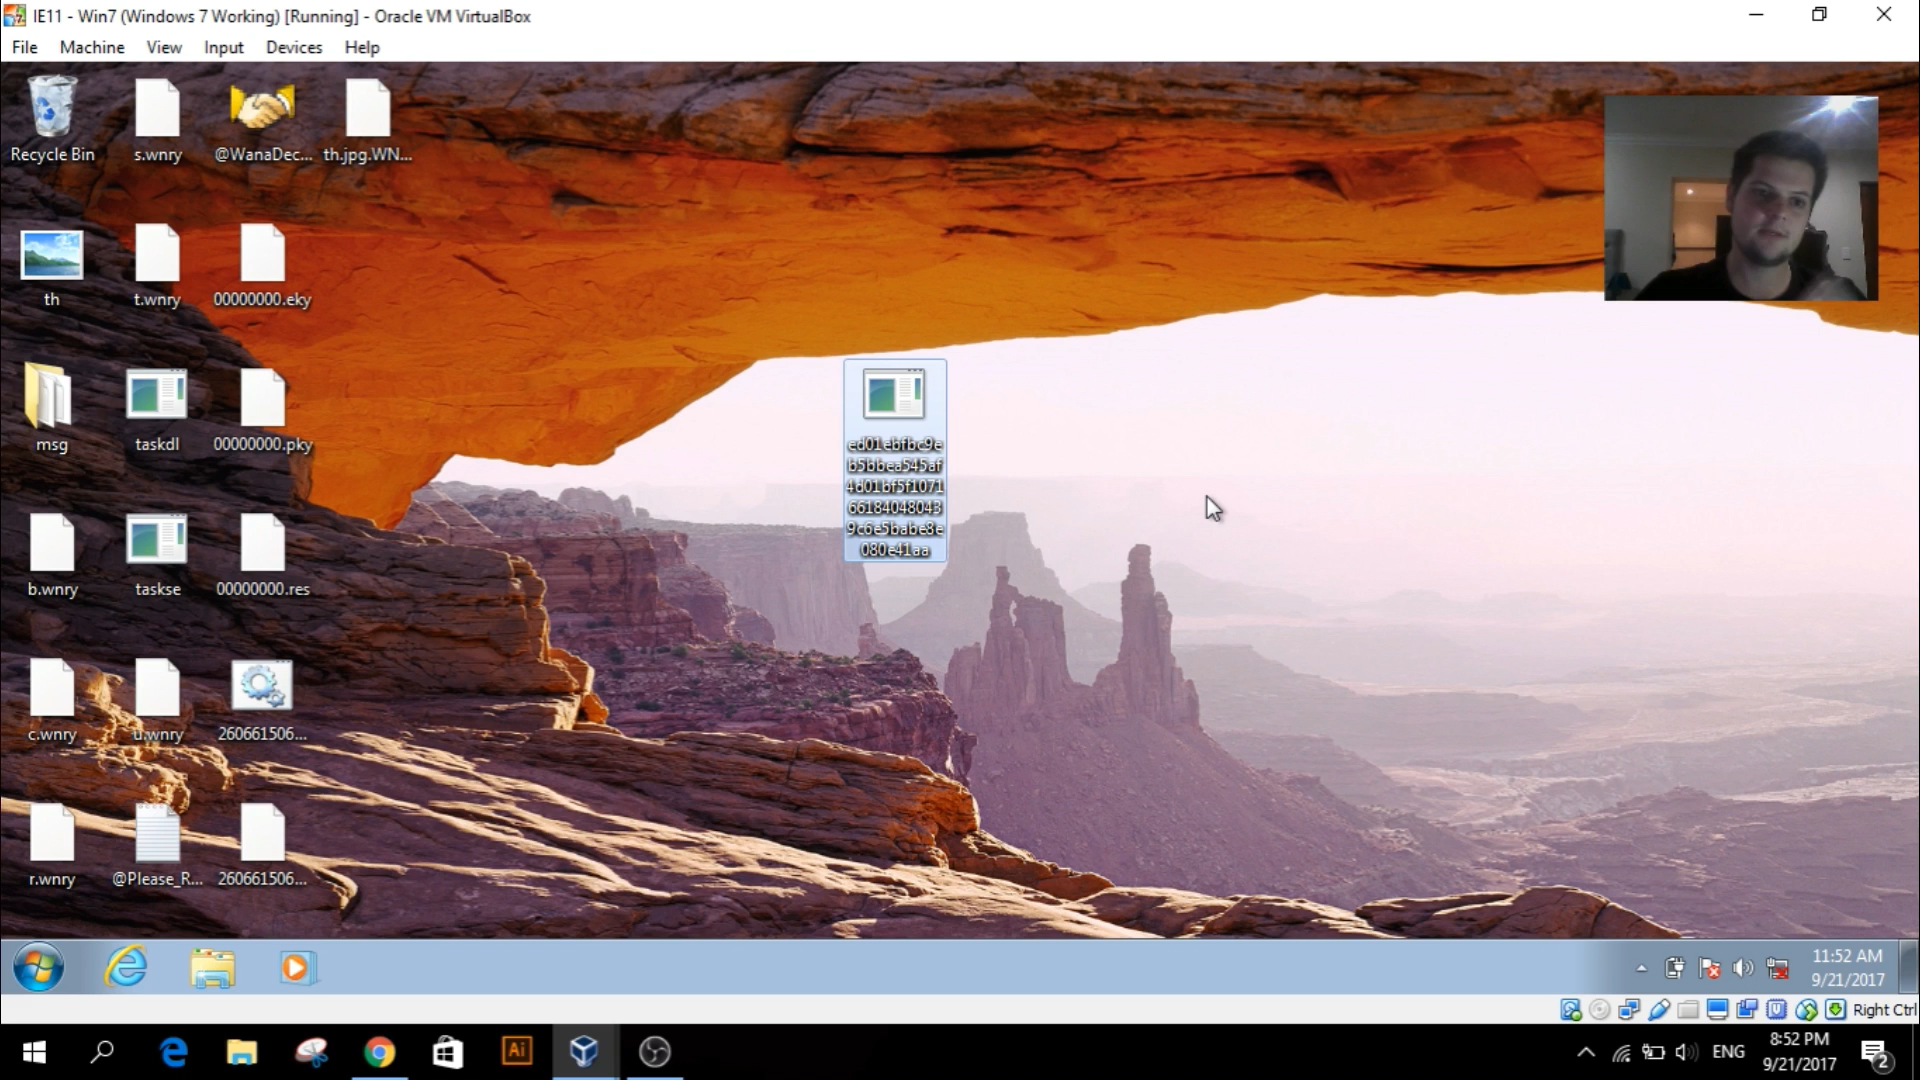 IE11 - Win7 (Windows 7 Working) [Running] - Oracle VM VirtualBox
File Machine View Input Devices Help
Recycle Bin
s.wnry
@WanaDec...
th.jpg.WN...
th
t.wnry
00000000.eky
msg
taskdl
00000000.pky
ed01ebfbc9e
b5bbea545af
4d01bf5f1071
66184048043
9c6e5babe8e
080e41aa
b.wnry
taskse
00000000.res
c.wnry
u.wnry
260661506...
r.wnry
@Please_R...
260661506...
11:52 AM
9/21/2017
Right Ctrl
Ai
ENG
8:52 PM
9/21/2017
2